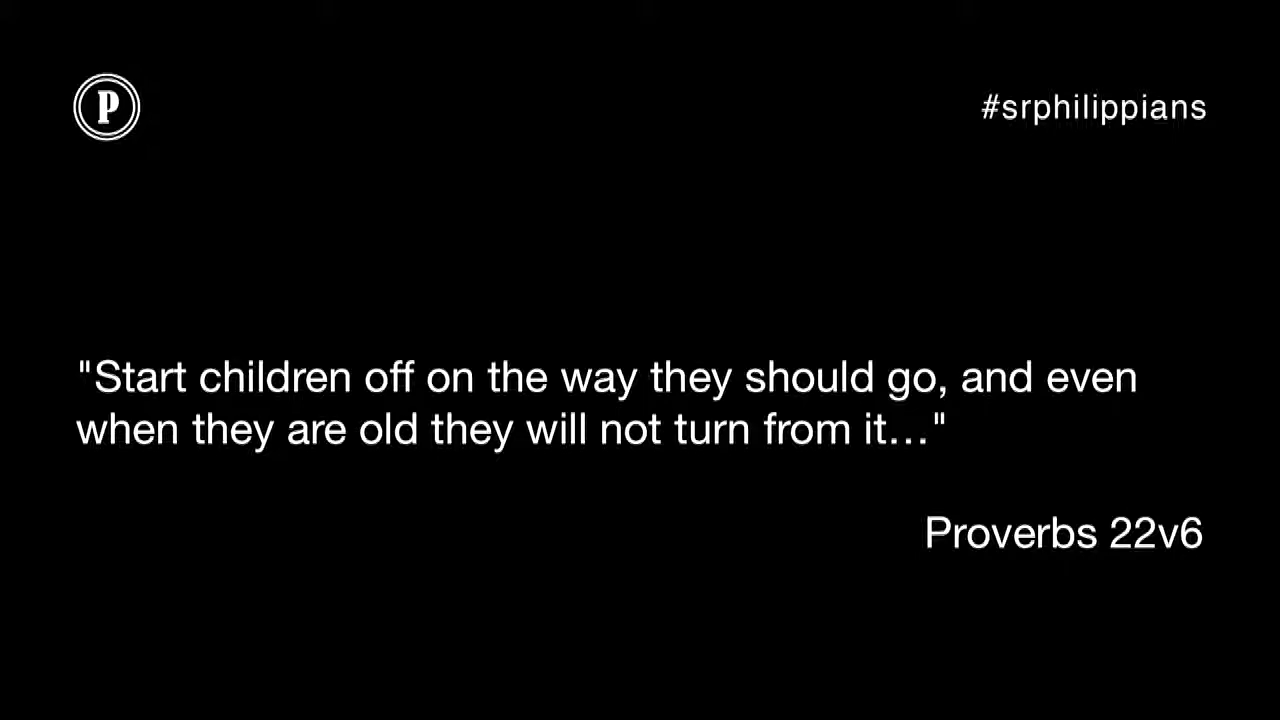 P
#srphilippians
"Start children off on the way they should go, and even
when they are old they will not turn from it…"
Proverbs 22v6